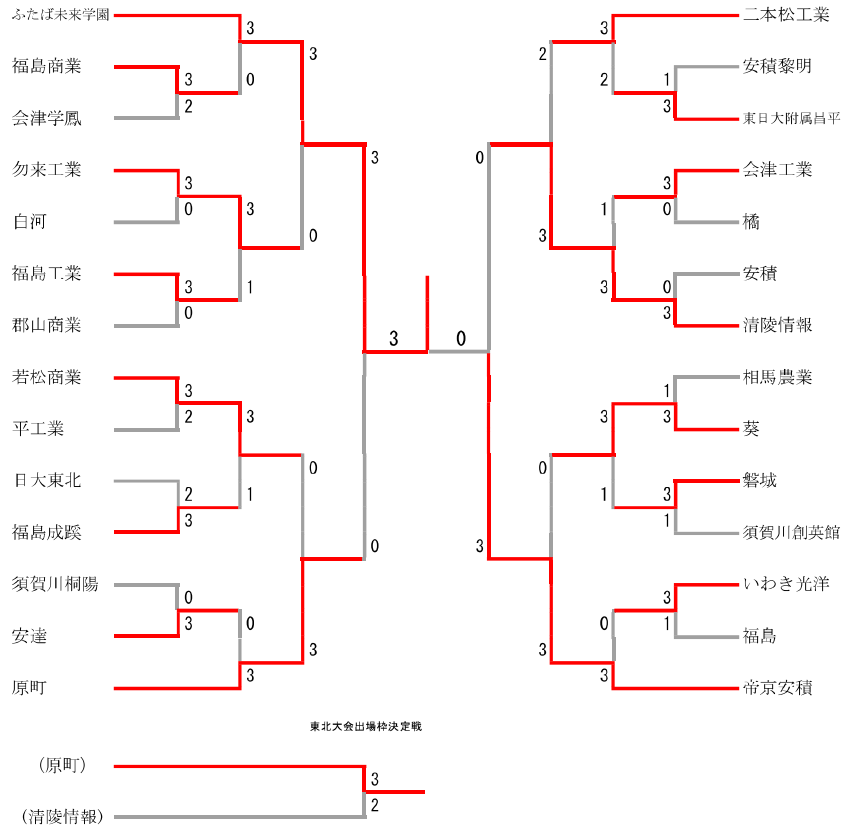 ふたば未来学園
3
0
福島商業
3
2
会津学鳳
3
0
勿来工業
3
0
白河
3
1
福島工業
3
0
郡山商業
3
0
若松商業
3
2
平工業
3
1
日大東北
2
3
福島成蹊
0
3
須賀川桐陽
0
3
安達
0
3
原町
3
0
二本松工業
3
2
安積黎明
1
3
東日大附属昌平
2
3
会津工業
3
0
橘
1
3
安積
0
3
清陵情報
0
3
相馬農業
1
3
葵
3
1
磐城
3
1
須賀川創英館
0
3
いわき光洋
3
1
福島
0
3
帝京安積
東北大会出場枠決定戦
(原町)
3
2
(清陵情報)